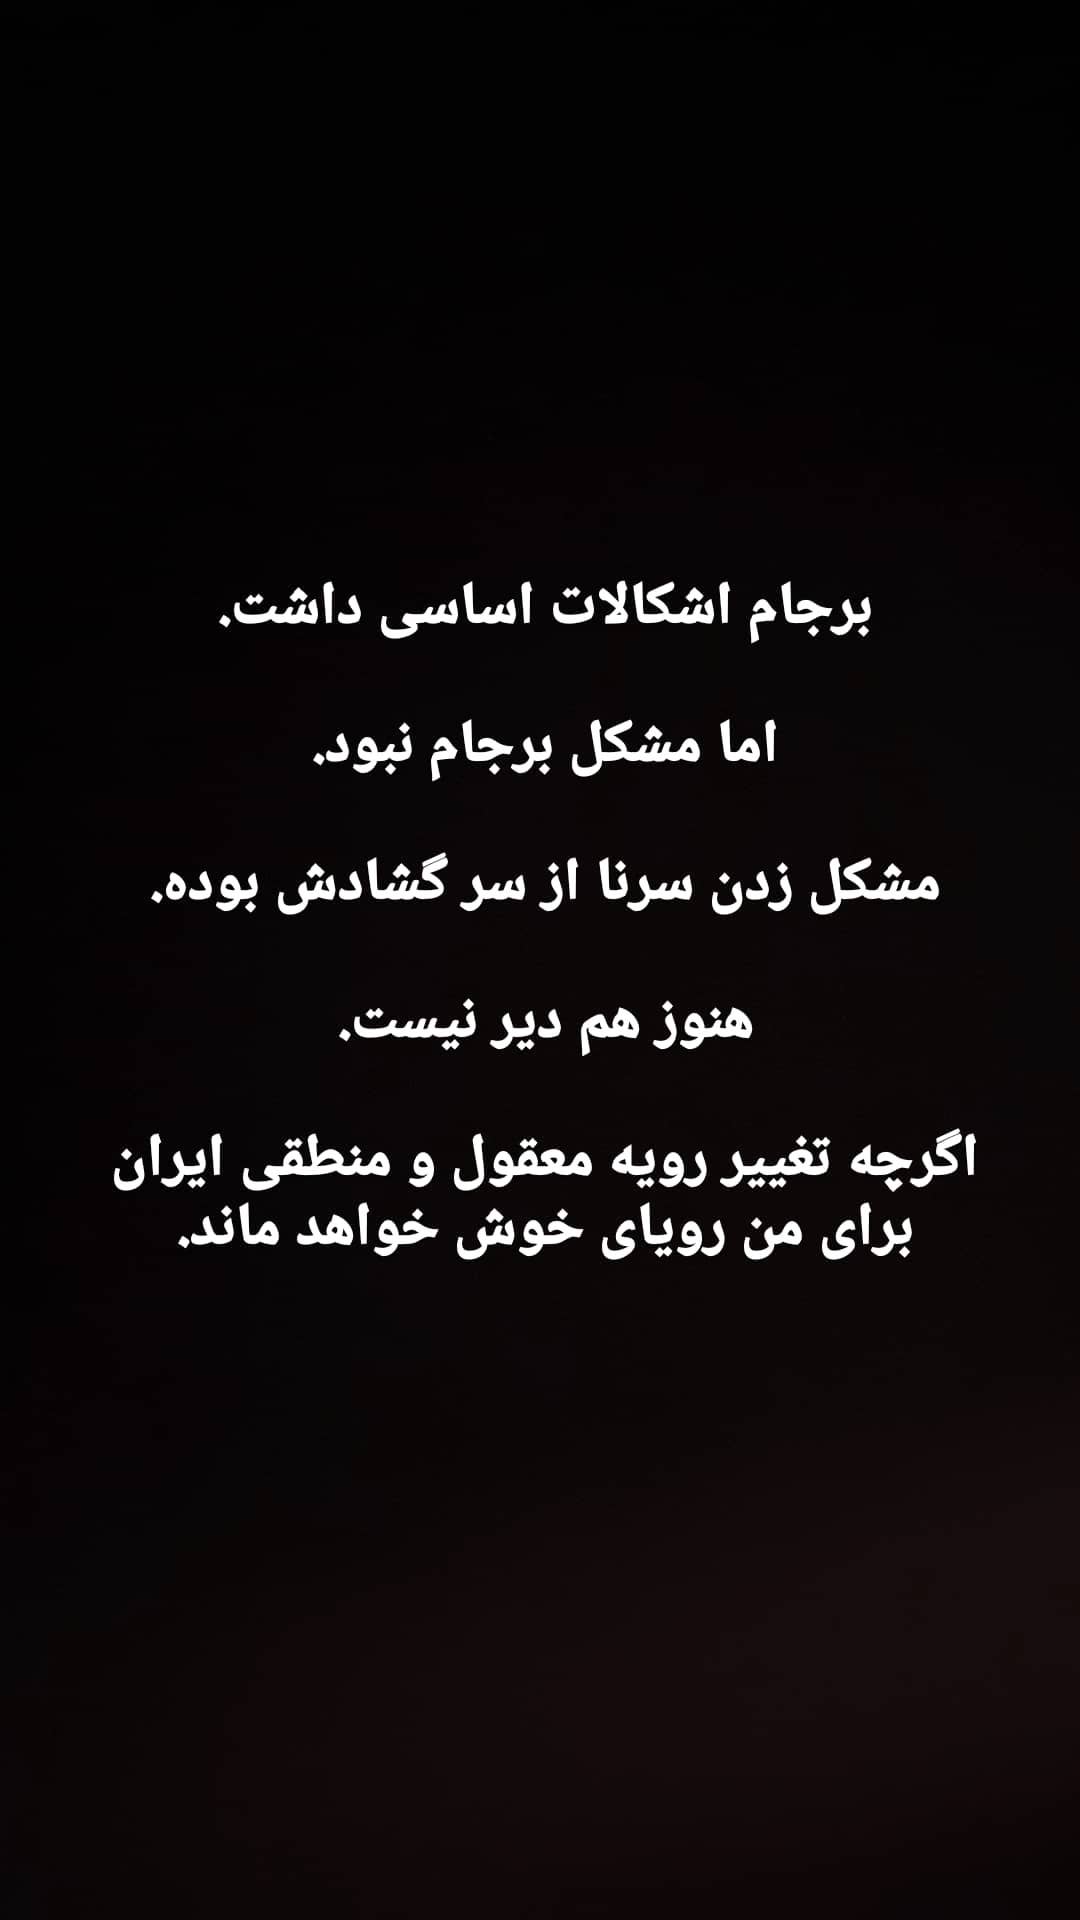 برجام اشکالات اساسی داشت.
اما مشکل برجام نبود.
مشکل زدن سرنا از سر گشادش بوده.
هنوز هم دیر نیست.
اگرچه تغییر رویه معقول و منطقی ایران
برای من رویای خوش خواهد ماند.